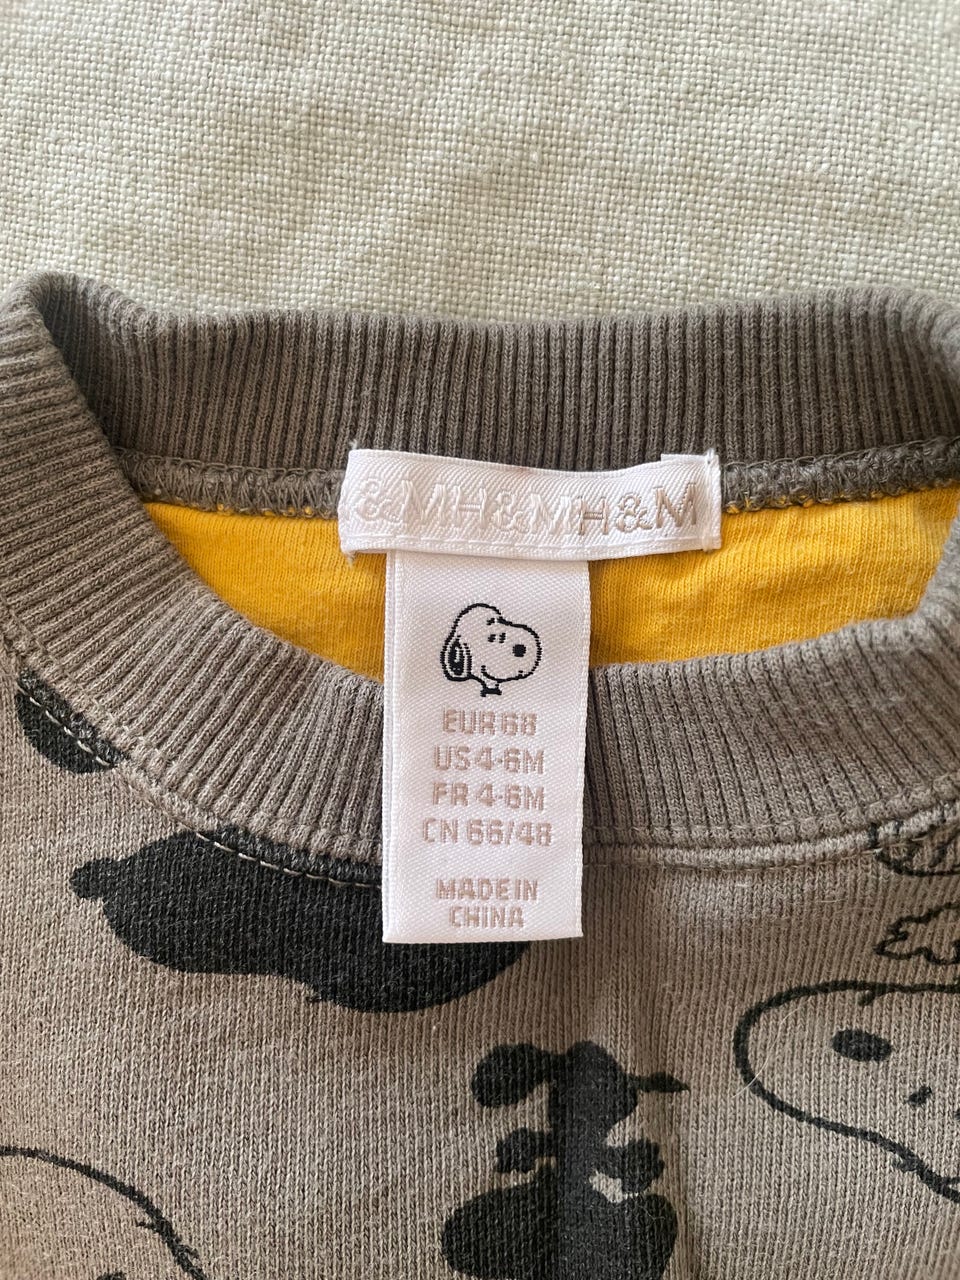 &MH&MH&M
EUR 68
US 4-6M
FR 4-6M
CN 66/48
MADE IN
CHINA